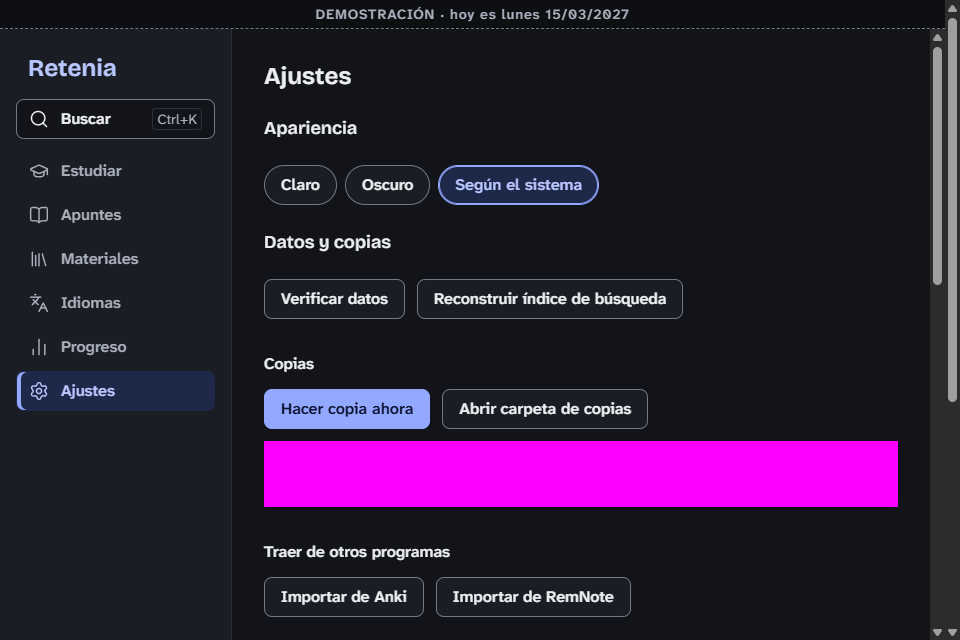 DEMOSTRACIÓN · hoy es lunes 15/03/2027
Retenia
Buscar Ctrl+K
Estudiar
Apuntes
Materiales
Idiomas
Progreso
Ajustes
Ajustes
Apariencia
Claro Oscuro Según el sistema
Datos y copias
Verificar datos Reconstruir índice de búsqueda
Copias
Hacer copia ahora Abrir carpeta de copias
Traer de otros programas
Importar de Anki Importar de RemNote